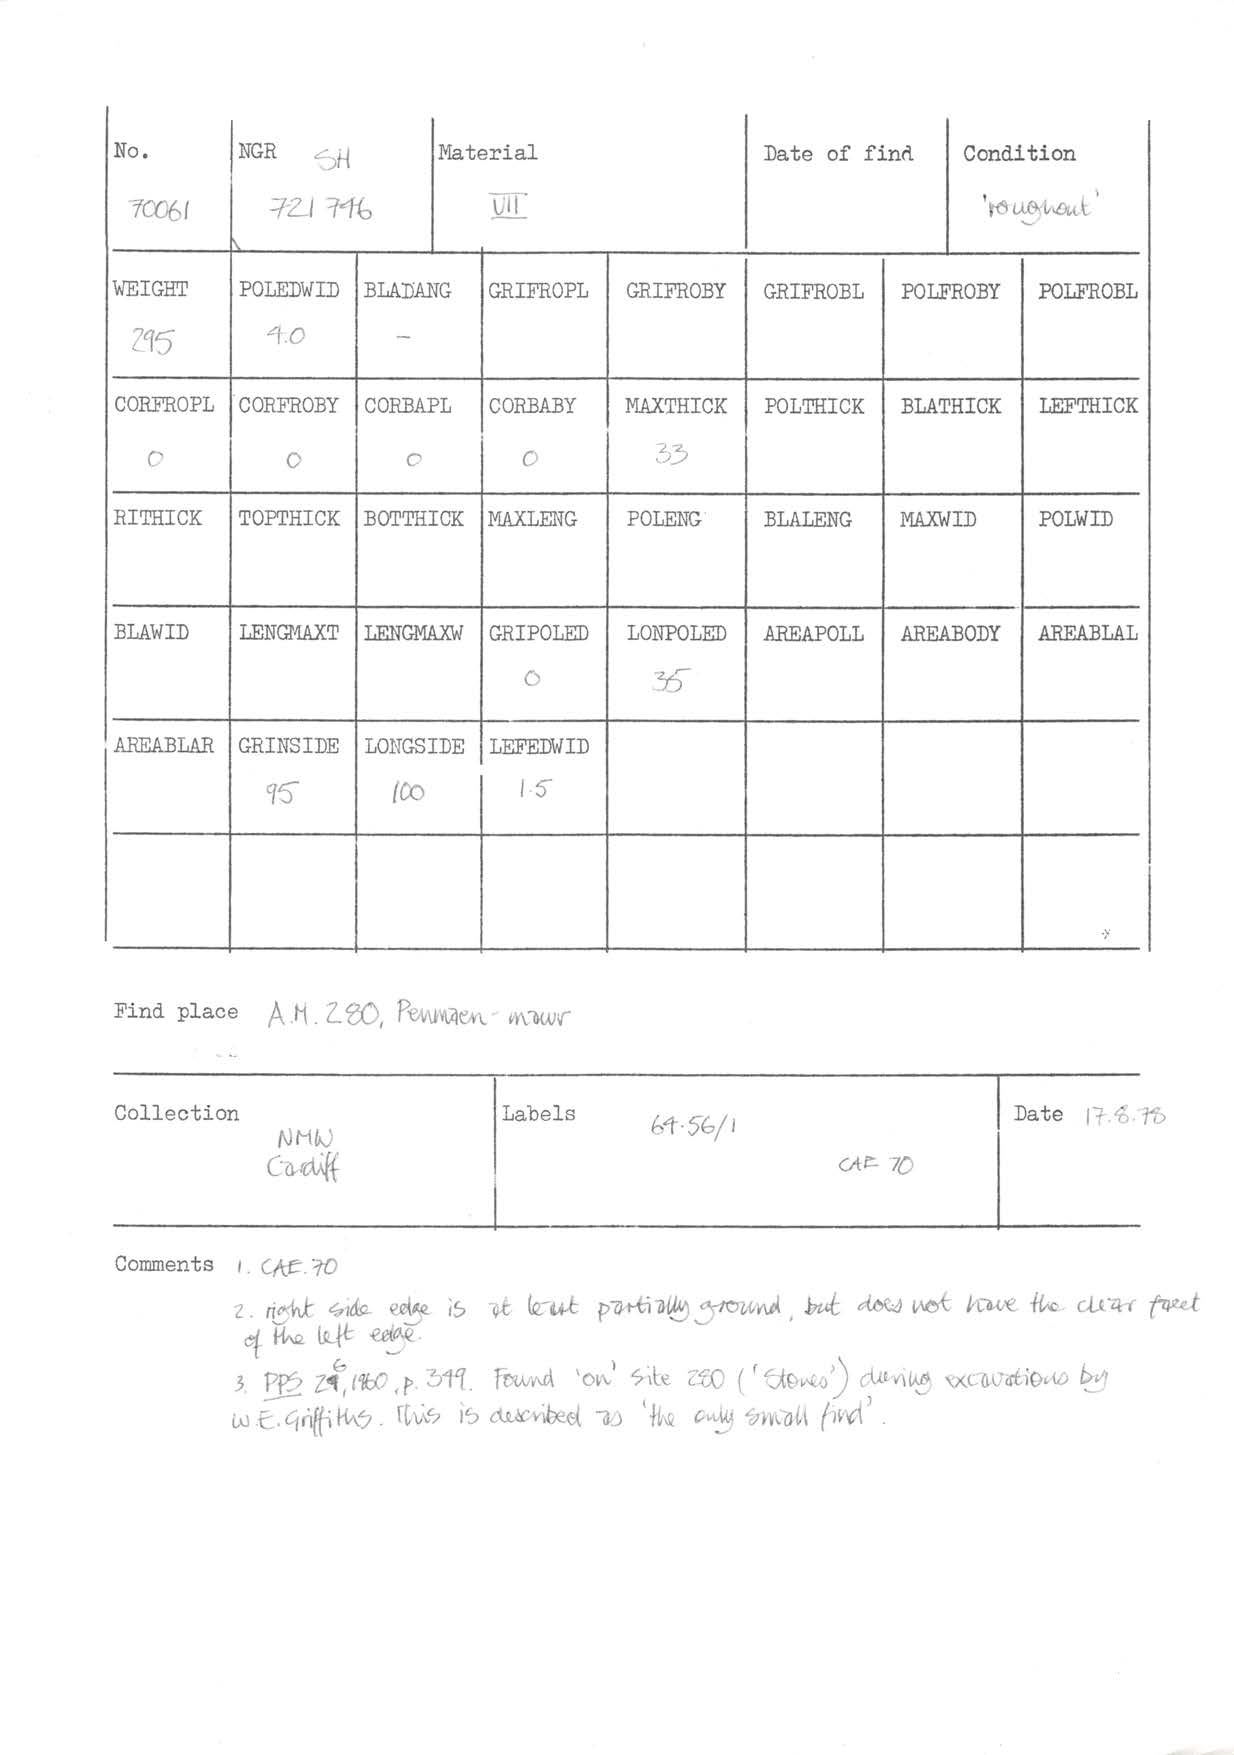 No. NGR SH Material Date of find Condition
70061 721 746 VII 'roughout'
WEIGHT POLEDWID BLADANG GRIFROPL GRIFROBY GRIFROBL POLFROBY POLFROBL
295 4.0 –
CORFROPL CORFROBY CORBAPL CORBABY MAXTHICK POLTHICK BLATHICK LEFTHICK
0 0 0 0 33
RITHICK TOPTHICK BOTTHICK MAXLENG POLENG BLALENG MAXWID POLWID
BLAWID LENGMAXT LENGMAXW GRIPOLED LONPOLED AREAPOLL AREABODY AREABLAL
0 35
AREABLAR GRINSIDE LONGSIDE LEFEDWID
95 100 1.5
Find place A.M. 280, Penmaen-mawr
Collection Labels 64.56/1 Date 17.8.78
NMW
Cardiff CAE 70
Comments 1. CAE.70
2. right side edge is at least partially ground, but does not have the clear facet
of the left edge.
3. PPS 26, 1960, p. 349. Found 'on' site 280 ('Stones') during excavations by
W.E. Griffiths. This is described as 'the only small find'.